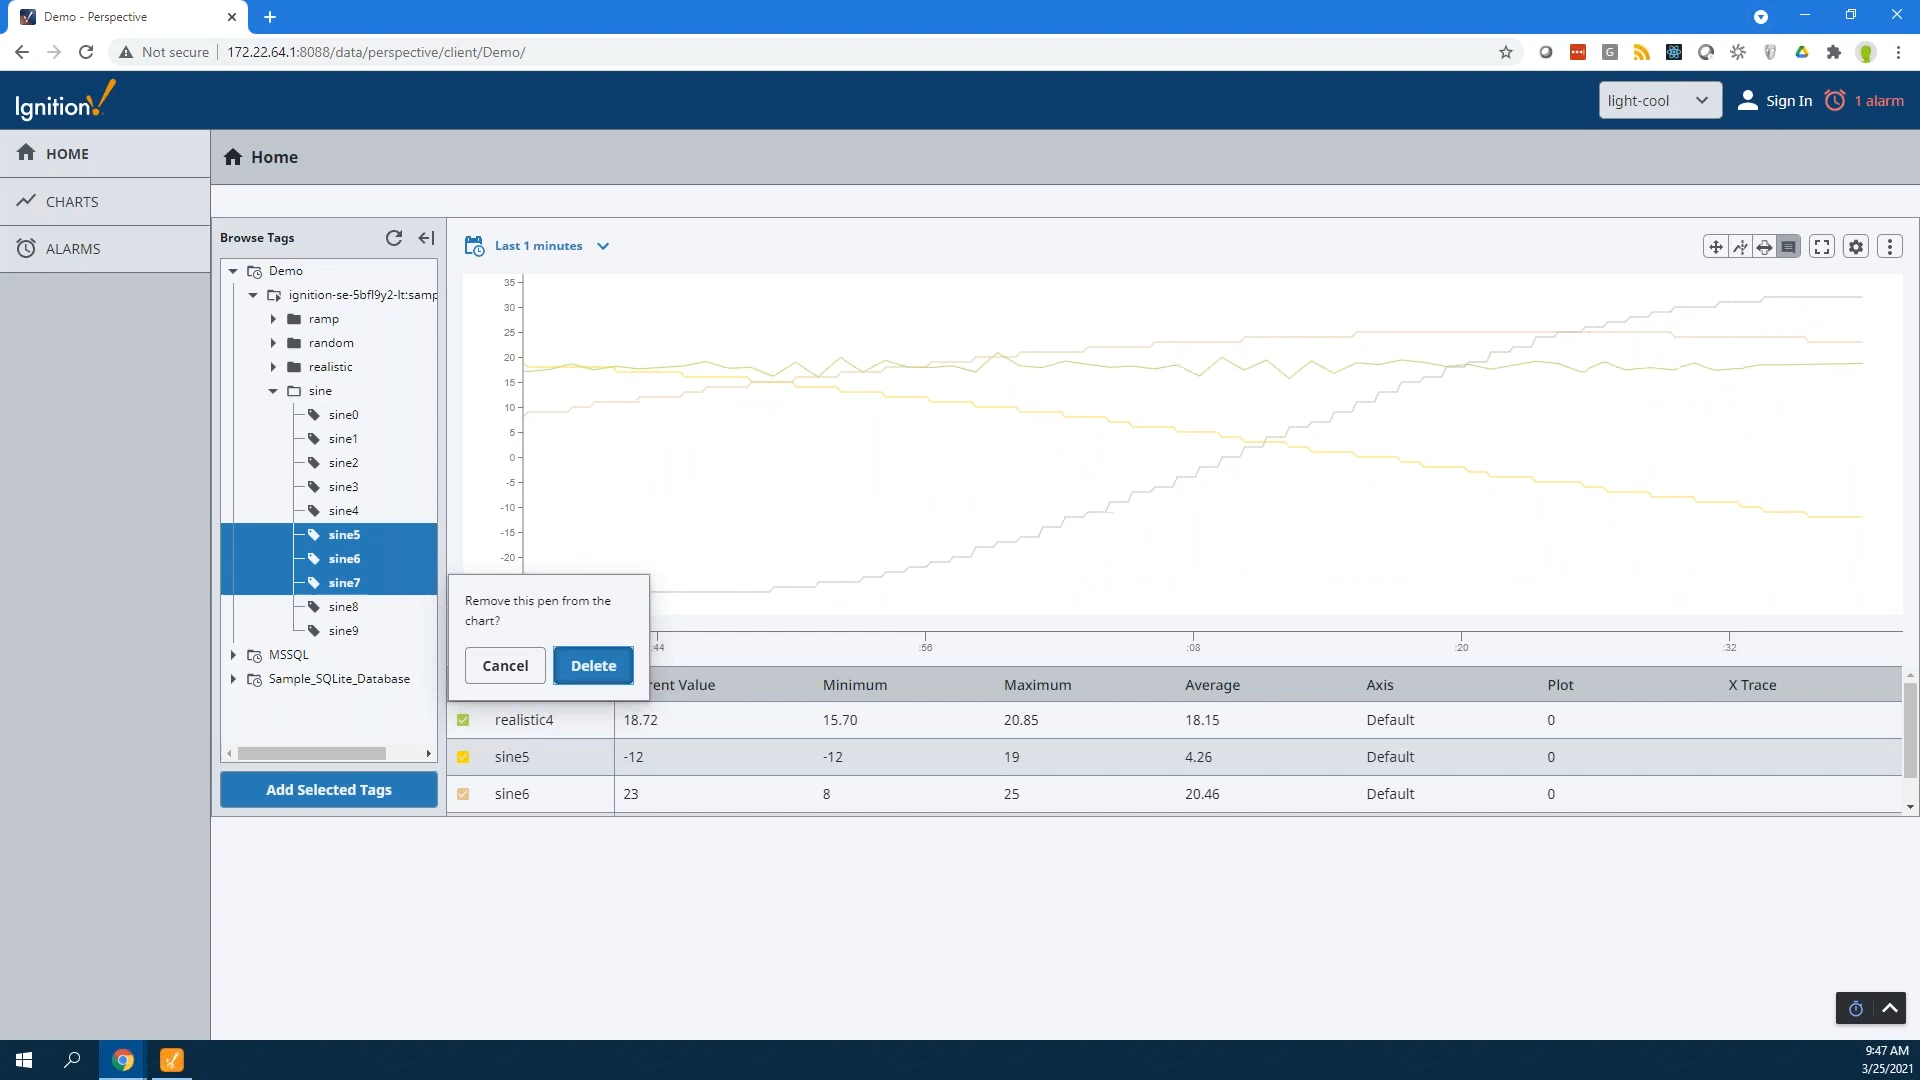 Demo - Perspective
Not secure
172.22.64.1:8088/data/perspective/client/Demo/
Ignition!
light-cool
Sign In
1 alarm
HOME
CHARTS
ALARMS
Home
Browse Tags
Demo
ignition-se-5bfl9y2-lt:samp
ramp
random
realistic
sine
sine0
sine1
sine2
sine3
sine4
sine5
sine6
sine7
sine8
sine9
MSSQL
Sample_SQLite_Database
Add Selected Tags
Last 1 minutes
35
30
25
20
15
10
5
0
-5
-10
-15
-20
:44
:56
:08
:20
:32
Remove this pen from the
chart?
Cancel
Delete
rent Value Minimum Maximum Average Axis Plot X Trace
realistic4 18.72 15.70 20.85 18.15 Default 0
sine5 -12 -12 19 4.26 Default 0
sine6 23 8 25 20.46 Default 0
9:47 AM
3/25/2021